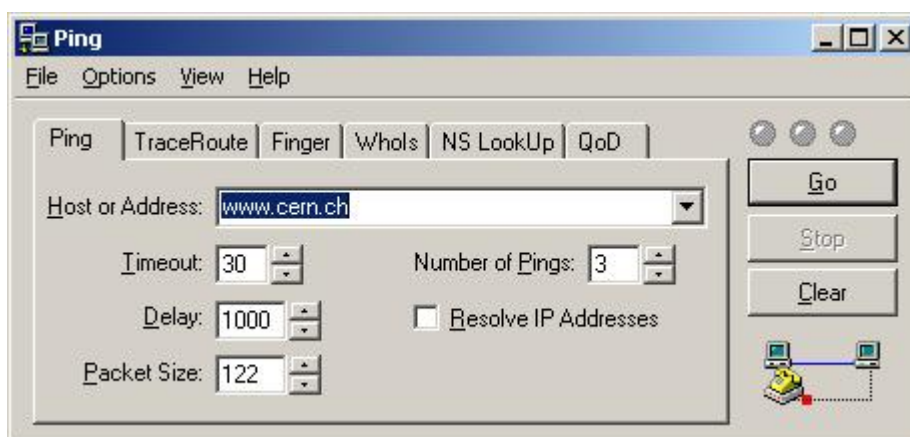 Ping
File Options View Help
Ping TraceRoute Finger WhoIs NS LookUp QoD
Host or Address: www.cern.ch
Timeout: 30
Number of Pings: 3
Delay: 1000
Resolve IP Addresses
Packet Size: 122
Go
Stop
Clear